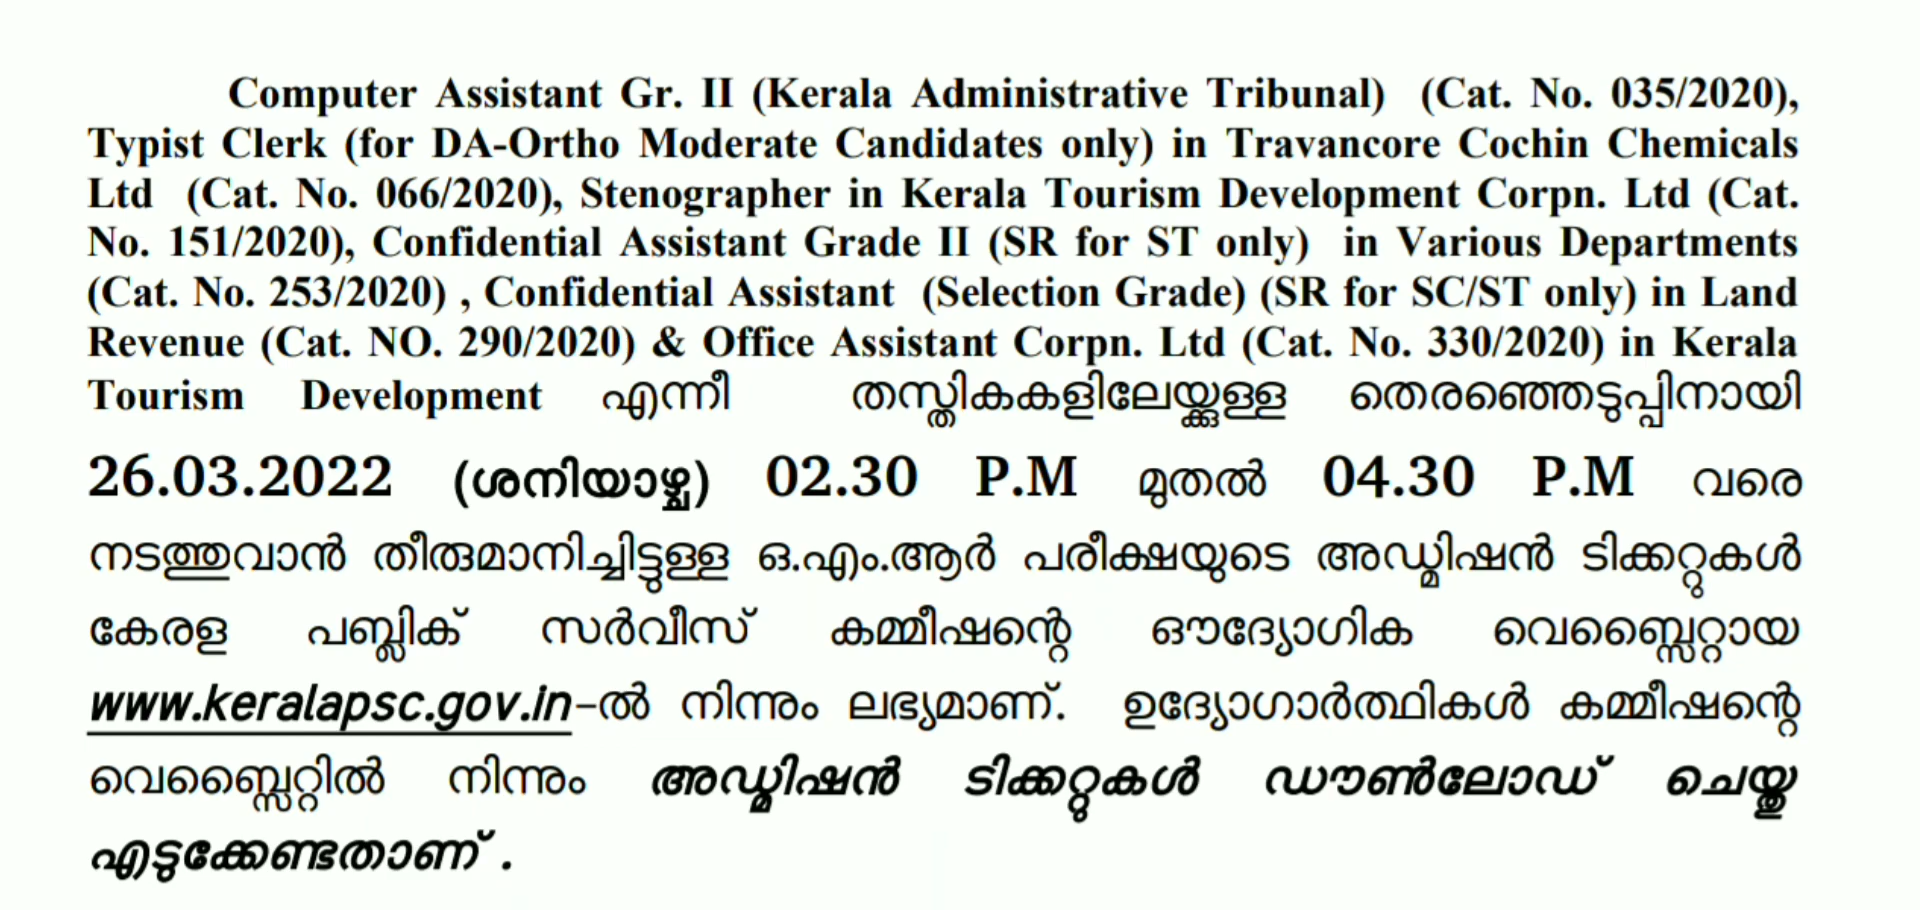 Computer Assistant Gr. II (Kerala Administrative Tribunal) (Cat. No. 035/2020),
Typist Clerk (for DA-Ortho Moderate Candidates only) in Travancore Cochin Chemicals
Ltd (Cat. No. 066/2020), Stenographer in Kerala Tourism Development Corpn. Ltd (Cat.
No. 151/2020), Confidential Assistant Grade II (SR for ST only) in Various Departments
(Cat. No. 253/2020) , Confidential Assistant (Selection Grade) (SR for SC/ST only) in Land
Revenue (Cat. NO. 290/2020) & Office Assistant Corpn. Ltd (Cat. No. 330/2020) in Kerala
Tourism Development എന്നീ തസ്തികകളിലേയ്ക്കുള്ള തെരഞ്ഞെടുപ്പിനായി
26.03.2022 (ശനിയാഴ്ച) 02.30 P.M മുതൽ 04.30 P.M വരെ
നടത്തുവാൻ തീരുമാനിച്ചിട്ടുള്ള ഒ.എം.ആർ പരീക്ഷയുടെ അഡ്മിഷൻ ടിക്കറ്റുകൾ
കേരള പബ്ലിക് സർവീസ് കമ്മീഷന്റെ ഔദ്യോഗിക വെബ്സൈറ്റായ
www.keralapsc.gov.in-ൽ നിന്നും ലഭ്യമാണ്. ഉദ്യോഗാർത്ഥികൾ കമ്മീഷന്റെ
വെബ്സൈറ്റിൽ നിന്നും അഡ്മിഷൻ ടിക്കറ്റുകൾ ഡൗൺലോഡ് ചെയ്തു
എടുക്കേണ്ടതാണ് .